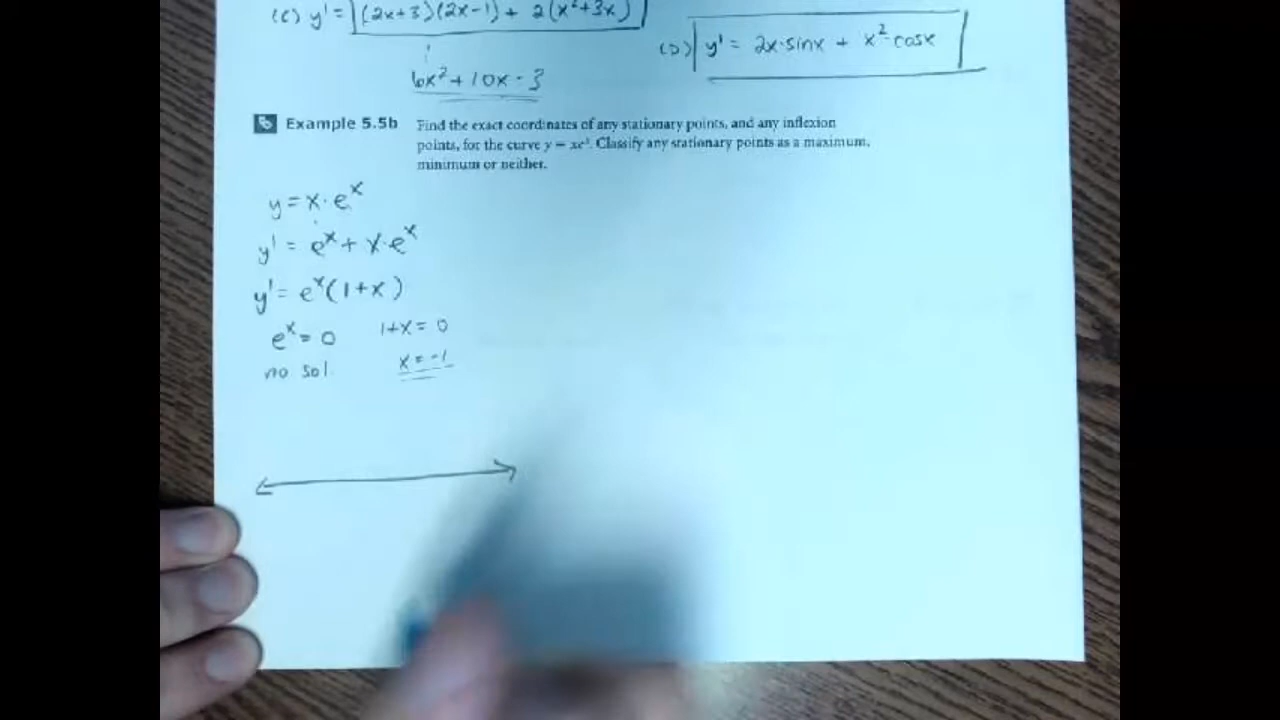 (C) y' = (2x+3)(2x-1) + 2(x²+3x)
6x² + 10x - 3
(D) y' = 2x·sinx + x²·cosx
Example 5.5b Find the exact coordinates of any stationary points, and any inflexion
points, for the curve y = xeˣ. Classify any stationary points as a maximum,
minimum or neither.
y = x·eˣ
y' = eˣ + x·eˣ
y' = eˣ(1+x)
eˣ = 0 1+x = 0
no sol. x = -1